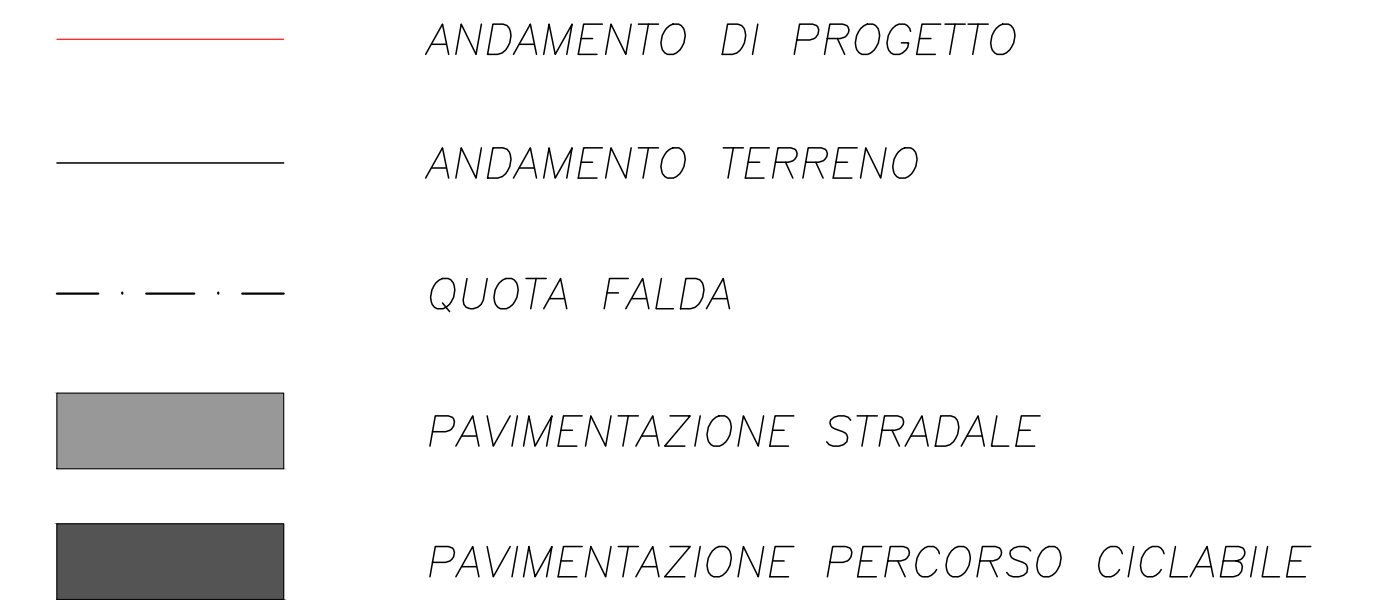 ANDAMENTO DI PROGETTO
ANDAMENTO TERRENO
QUOTA FALDA
PAVIMENTAZIONE STRADALE
PAVIMENTAZIONE PERCORSO CICLABILE